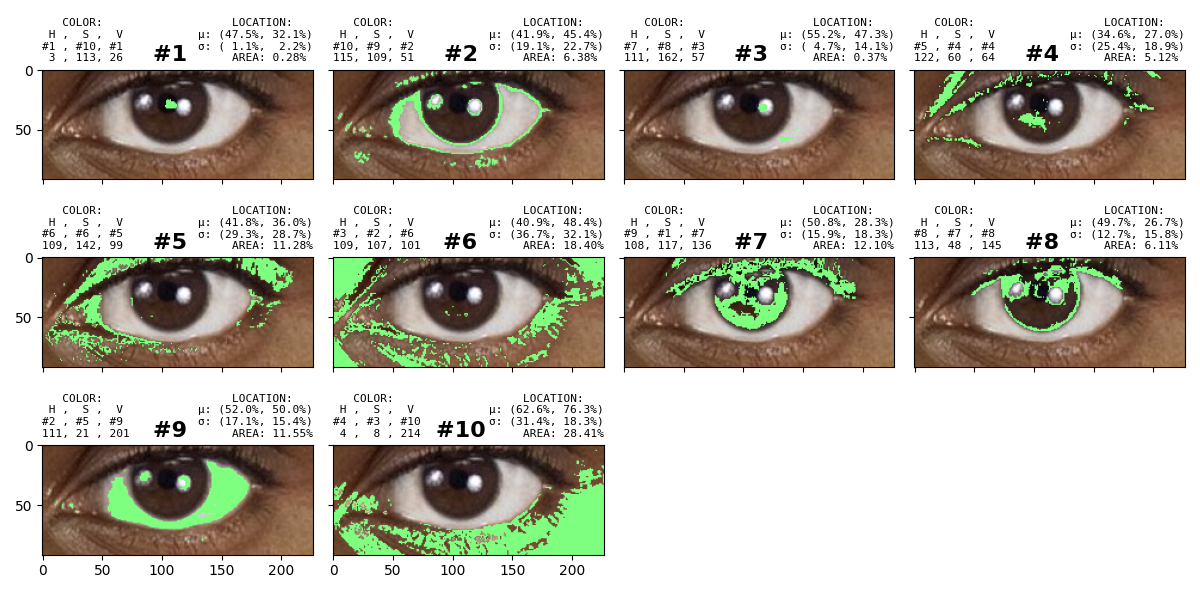 COLOR: LOCATION:
H , S , V μ: (47.5%, 32.1%)
#1 , #10, #1 σ: ( 1.1%, 2.2%)
3 , 113, 26 #1 AREA: 0.28%
COLOR: LOCATION:
H , S , V μ: (41.9%, 45.4%)
#10, #9 , #2 σ: (19.1%, 22.7%)
115, 109, 51 #2 AREA: 6.38%
COLOR: LOCATION:
H , S , V μ: (55.2%, 47.3%)
#7 , #8 , #3 σ: ( 4.7%, 14.1%)
111, 162, 57 #3 AREA: 0.37%
COLOR: LOCATION:
H , S , V μ: (34.6%, 27.0%)
#5 , #4 , #4 σ: (25.4%, 18.9%)
122, 60 , 64 #4 AREA: 5.12%
0
50
COLOR: LOCATION:
H , S , V μ: (41.8%, 36.0%)
#6 , #6 , #5 σ: (29.3%, 28.7%)
109, 142, 99 #5 AREA: 11.28%
COLOR: LOCATION:
H , S , V μ: (40.9%, 48.4%)
#3 , #2 , #6 σ: (36.7%, 32.1%)
109, 107, 101 #6 AREA: 18.40%
COLOR: LOCATION:
H , S , V μ: (50.8%, 28.3%)
#9 , #1 , #7 σ: (15.9%, 18.3%)
108, 117, 136 #7 AREA: 12.10%
COLOR: LOCATION:
H , S , V μ: (49.7%, 26.7%)
#8 , #7 , #8 σ: (12.7%, 15.8%)
113, 48 , 145 #8 AREA: 6.11%
0
50
COLOR: LOCATION:
H , S , V μ: (52.0%, 50.0%)
#2 , #5 , #9 σ: (17.1%, 15.4%)
111, 21 , 201 #9 AREA: 11.55%
COLOR: LOCATION:
H , S , V μ: (62.6%, 76.3%)
#4 , #3 , #10 σ: (31.4%, 18.3%)
4 , 8 , 214 #10 AREA: 28.41%
0
50
0 50 100 150 200
0 50 100 150 200